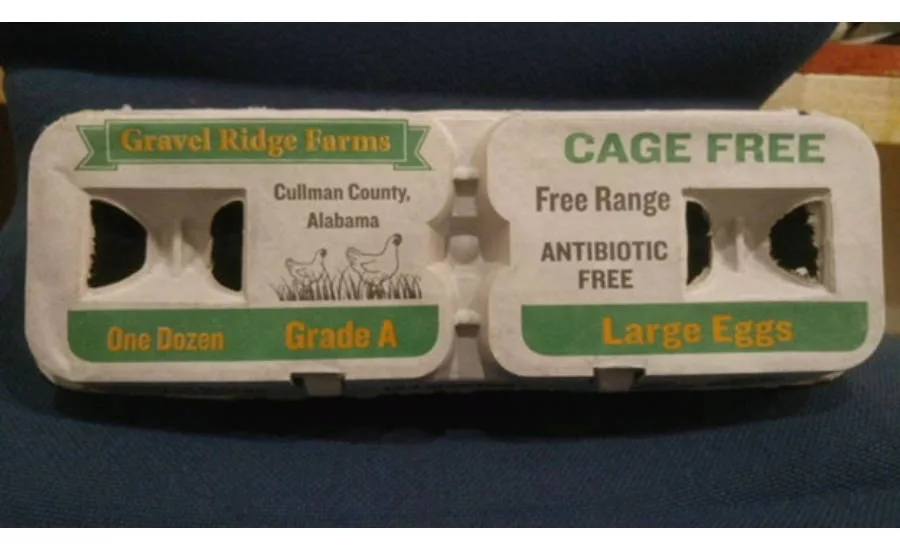 Gravel Ridge Farms
Cullman County,
Alabama
One Dozen
Grade A
CAGE FREE
Free Range
ANTIBIOTIC
FREE
Large Eggs